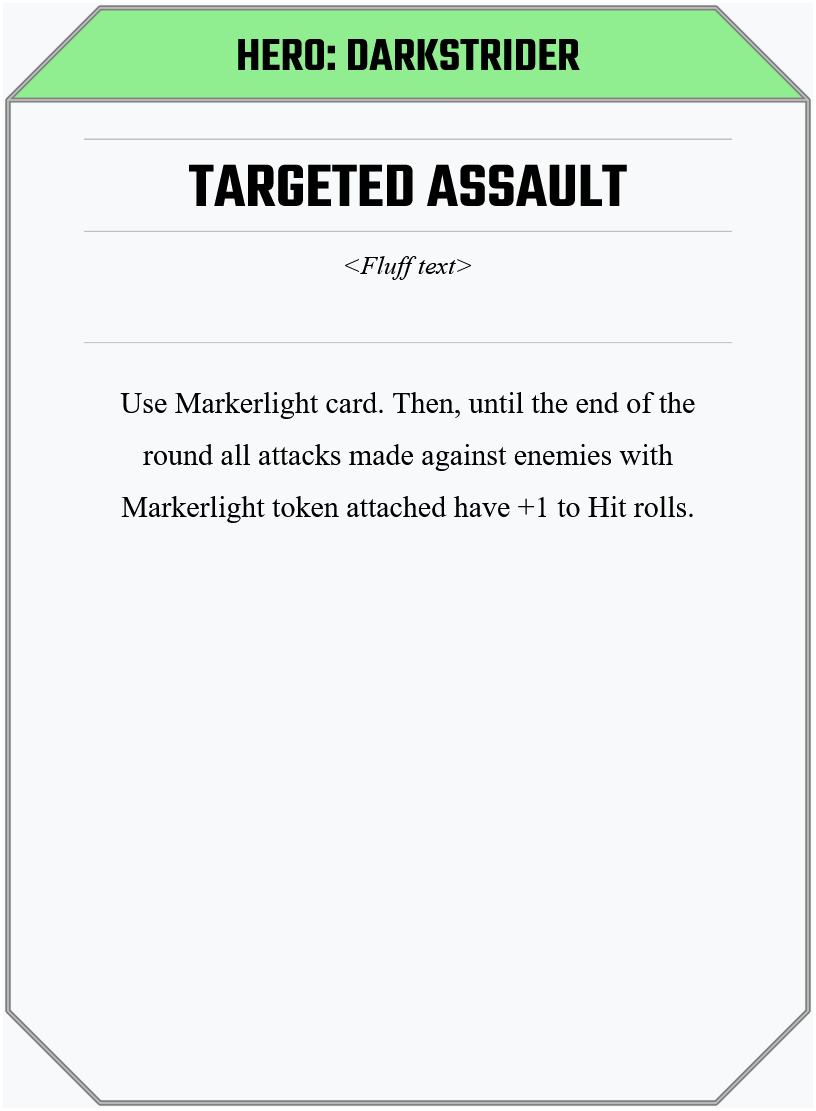 HERO: DARKSTRIDER
TARGETED ASSAULT
<Fluff text>
Use Markerlight card. Then, until the end of the
round all attacks made against enemies with
Markerlight token attached have +1 to Hit rolls.